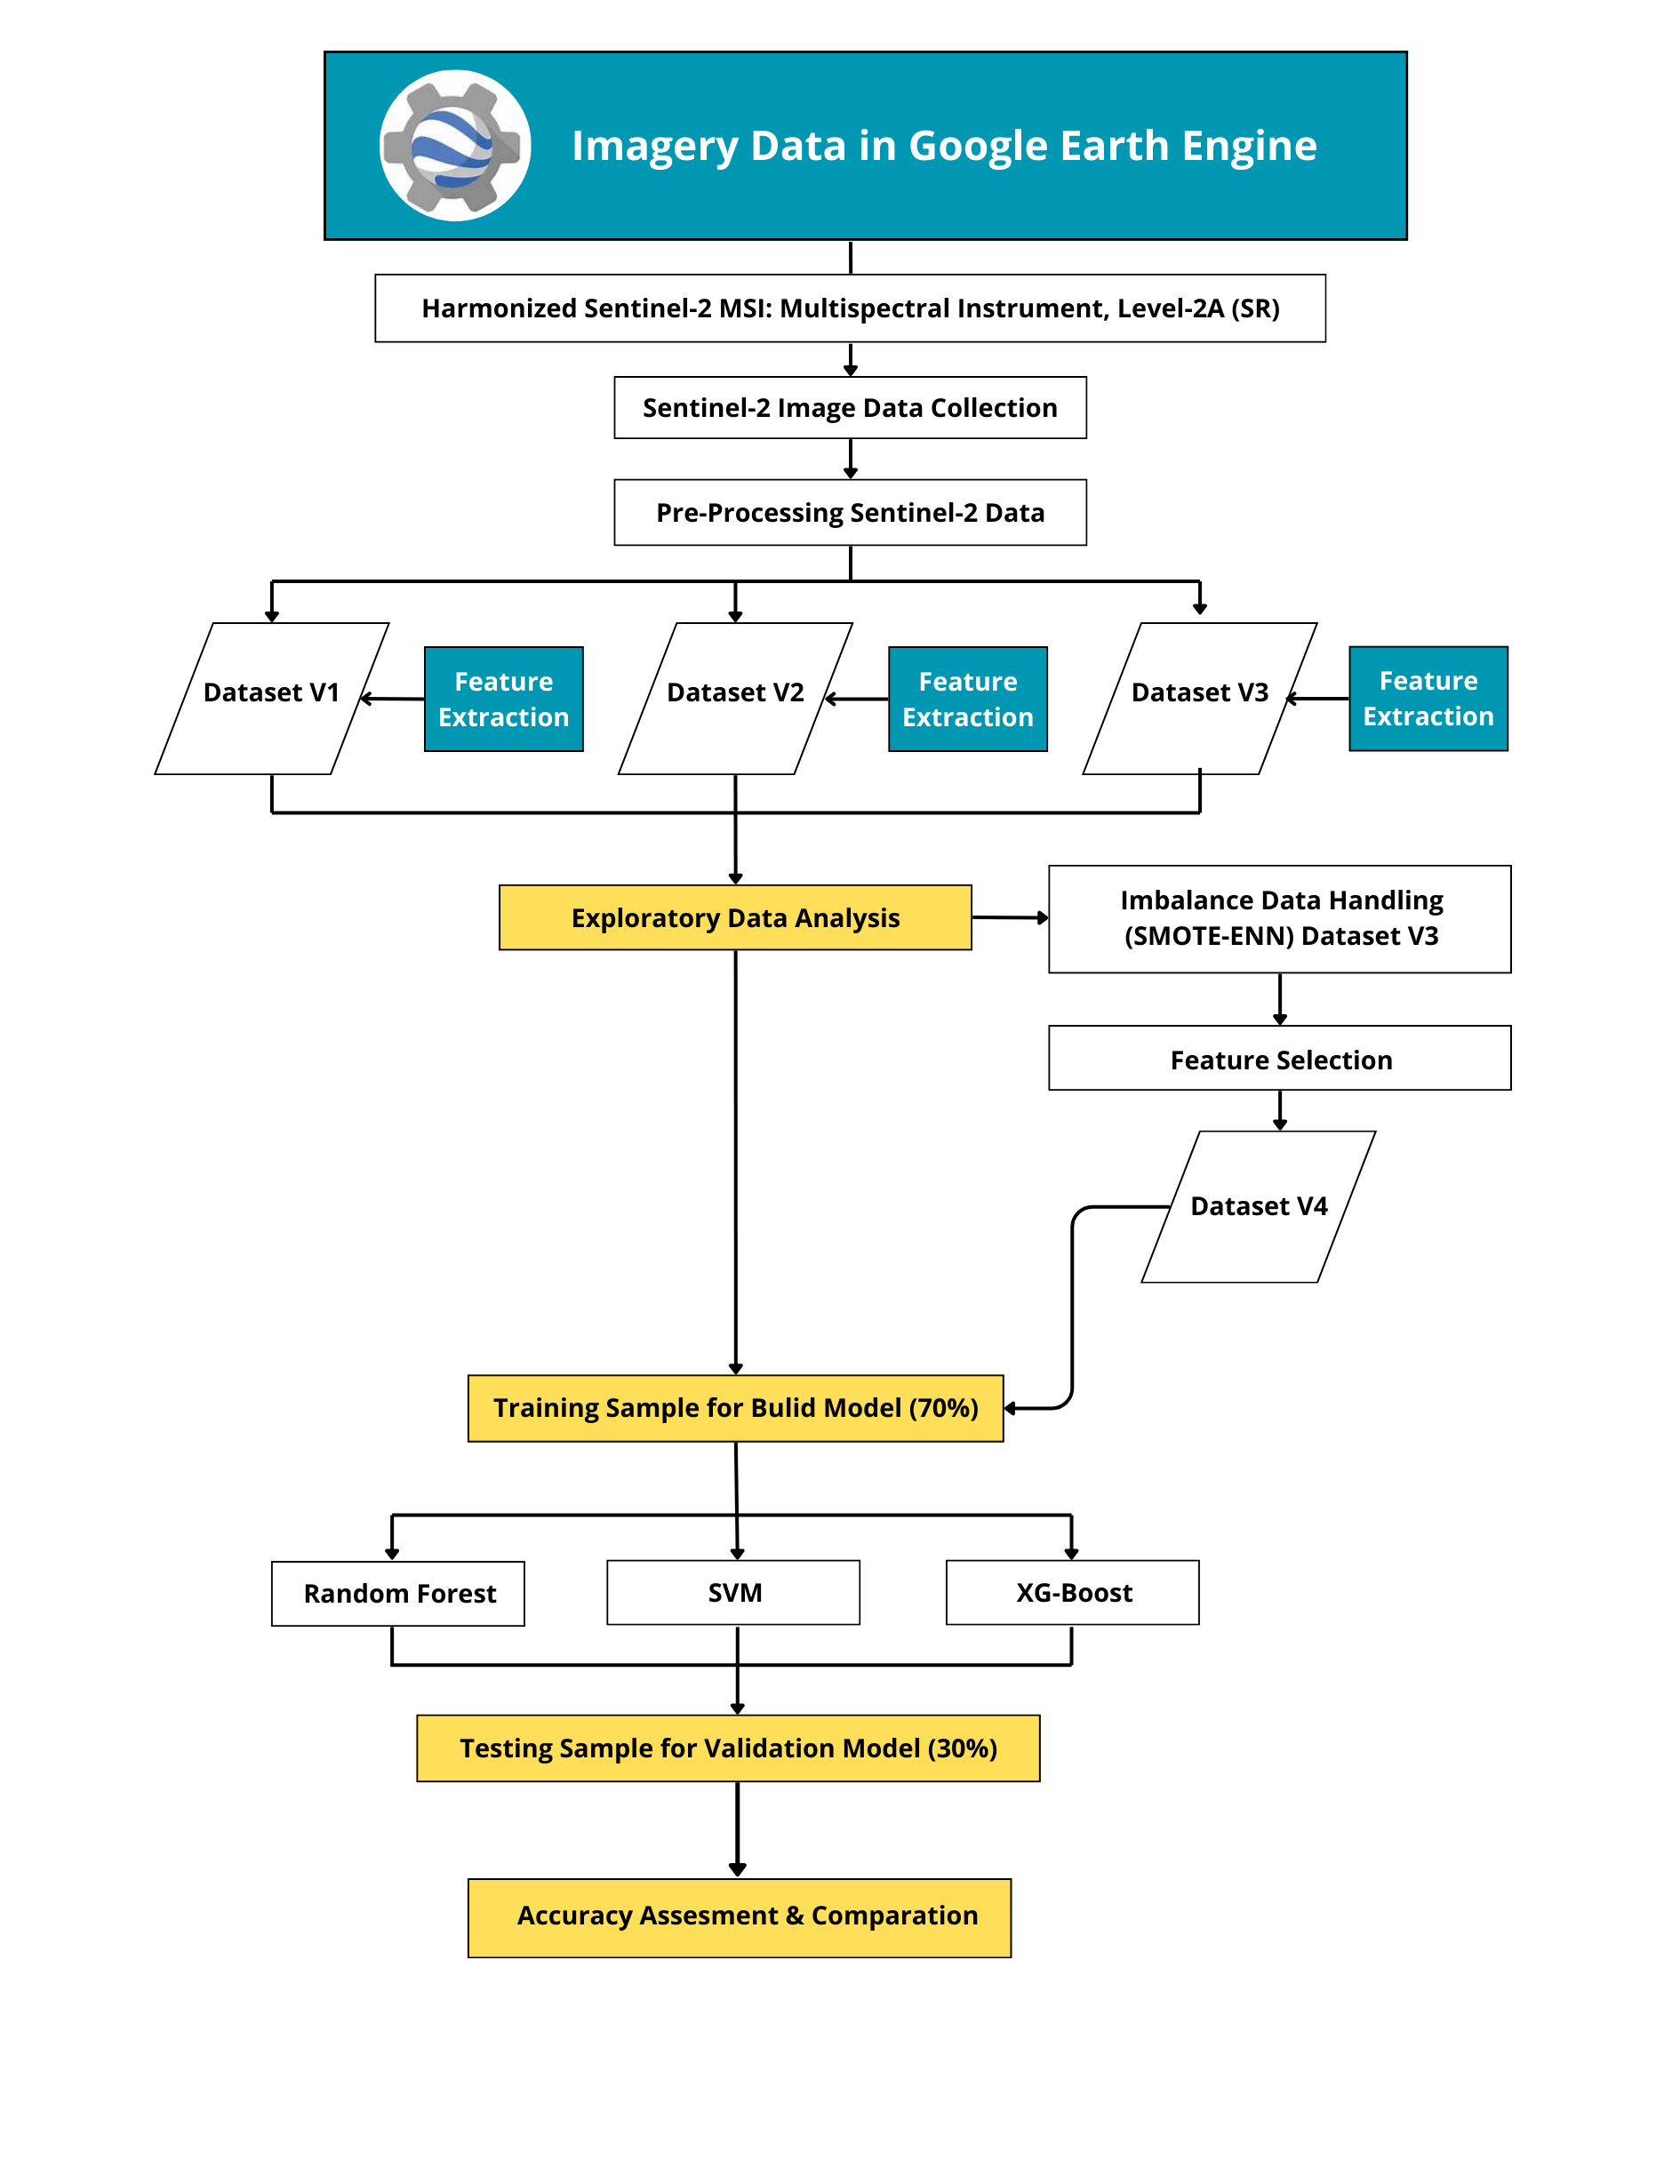 Imagery Data in Google Earth Engine
Harmonized Sentinel-2 MSI: Multispectral Instrument, Level-2A (SR)
Sentinel-2 Image Data Collection
Pre-Processing Sentinel-2 Data
Dataset V1
Feature
Extraction
Dataset V2
Feature
Extraction
Dataset V3
Feature
Extraction
Exploratory Data Analysis
Imbalance Data Handling
(SMOTE-ENN) Dataset V3
Feature Selection
Dataset V4
Training Sample for Bulid Model (70%)
Random Forest
SVM
XG-Boost
Testing Sample for Validation Model (30%)
Accuracy Assesment & Comparation